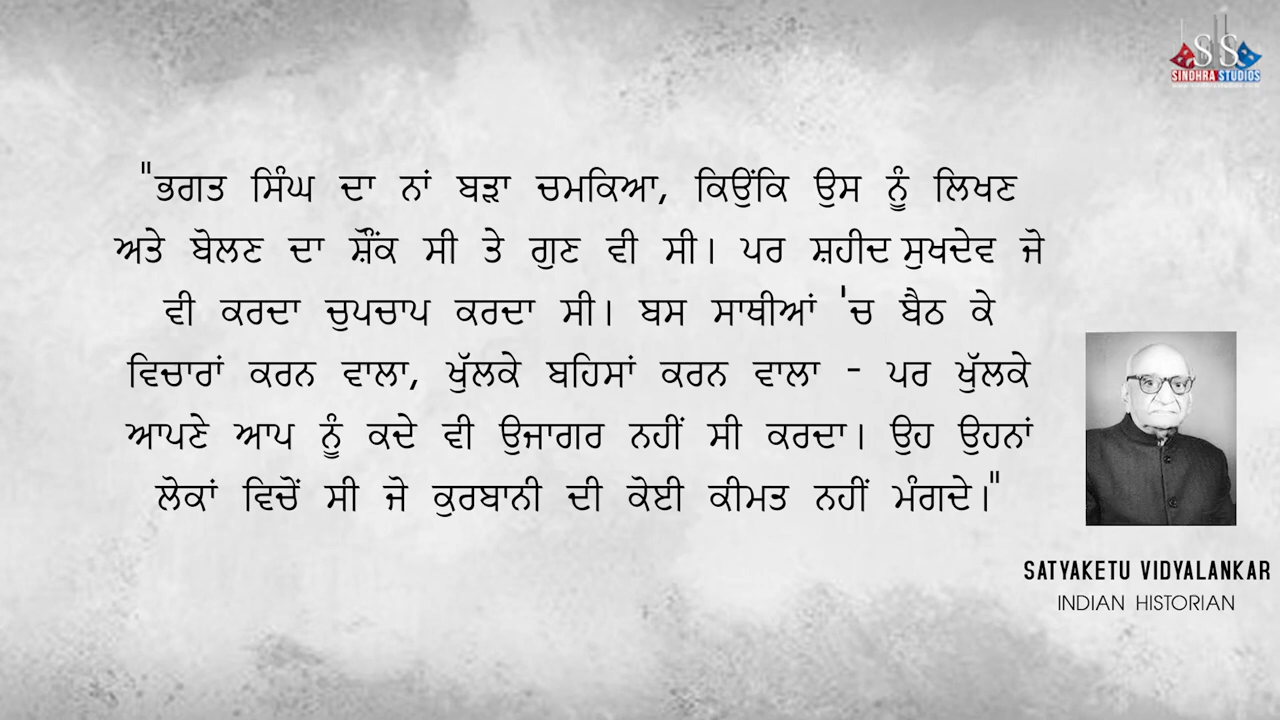 SS
SINDHRA STUDIOS
"ਭਗਤ ਸਿੰਘ ਦਾ ਨਾਂ ਬੜਾ ਚਮਕਿਆ, ਕਿਉਂਕਿ ਉਸ ਨੂੰ ਲਿਖਣ
ਅਤੇ ਬੋਲਣ ਦਾ ਸ਼ੌਂਕ ਸੀ ਤੇ ਗੁਣ ਵੀ ਸੀ। ਪਰ ਸ਼ਹੀਦ ਸੁਖਦੇਵ ਜੋ
ਵੀ ਕਰਦਾ ਚੁਪਚਾਪ ਕਰਦਾ ਸੀ। ਬਸ ਸਾਥੀਆਂ 'ਚ ਬੈਠ ਕੇ
ਵਿਚਾਰਾਂ ਕਰਨ ਵਾਲਾ, ਖੁੱਲਕੇ ਬਹਿਸਾਂ ਕਰਨ ਵਾਲਾ - ਪਰ ਖੁੱਲਕੇ
ਆਪਣੇ ਆਪ ਨੂੰ ਕਦੇ ਵੀ ਉਜਾਗਰ ਨਹੀਂ ਸੀ ਕਰਦਾ। ਉਹ ਉਹਨਾਂ
ਲੋਕਾਂ ਵਿਚੋਂ ਸੀ ਜੋ ਕੁਰਬਾਨੀ ਦੀ ਕੋਈ ਕੀਮਤ ਨਹੀਂ ਮੰਗਦੇ।"
SATYAKETU VIDYALANKAR
INDIAN HISTORIAN